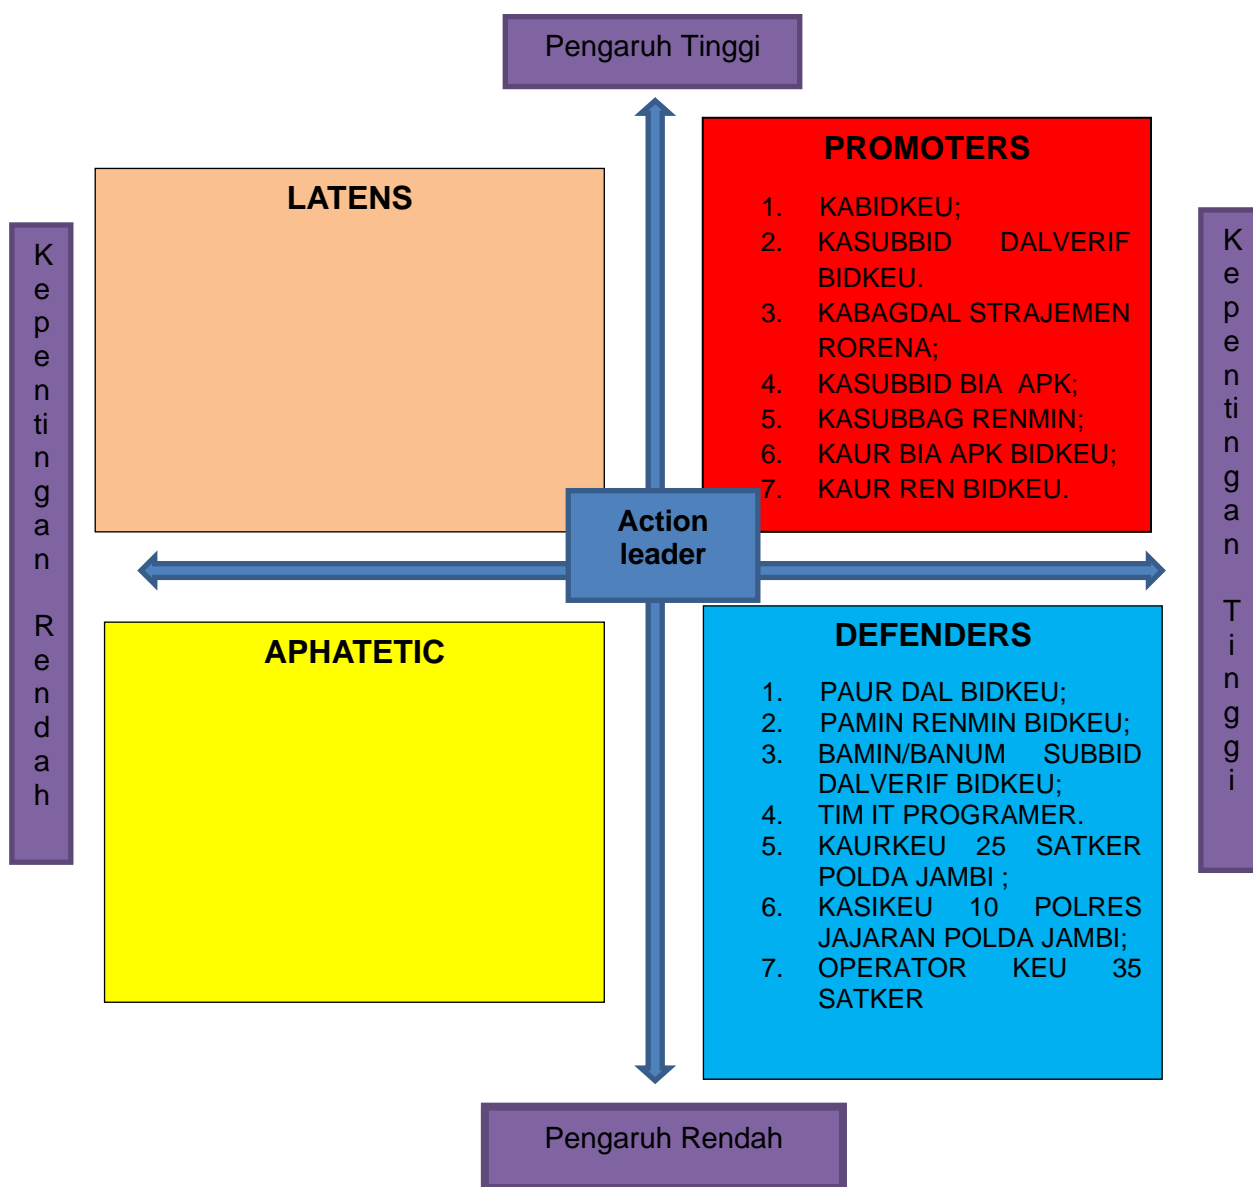 Pengaruh Tinggi
LATENS
PROMOTERS
1. KABIDKEU;
2. KASUBBID DALVERIF
BIDKEU.
3. KABAGDAL STRAJEMEN
RORENA;
4. KASUBBID BIA APK;
5. KASUBBAG RENMIN;
6. KAUR BIA APK BIDKEU;
7. KAUR REN BIDKEU.
Kepentingan Rendah
Kepentingan Tinggi
Action
leader
APHATETIC
DEFENDERS
1. PAUR DAL BIDKEU;
2. PAMIN RENMIN BIDKEU;
3. BAMIN/BANUM SUBBID
DALVERIF BIDKEU;
4. TIM IT PROGRAMER.
5. KAURKEU 25 SATKER
POLDA JAMBI ;
6. KASIKEU 10 POLRES
JAJARAN POLDA JAMBI;
7. OPERATOR KEU 35
SATKER
Pengaruh Rendah